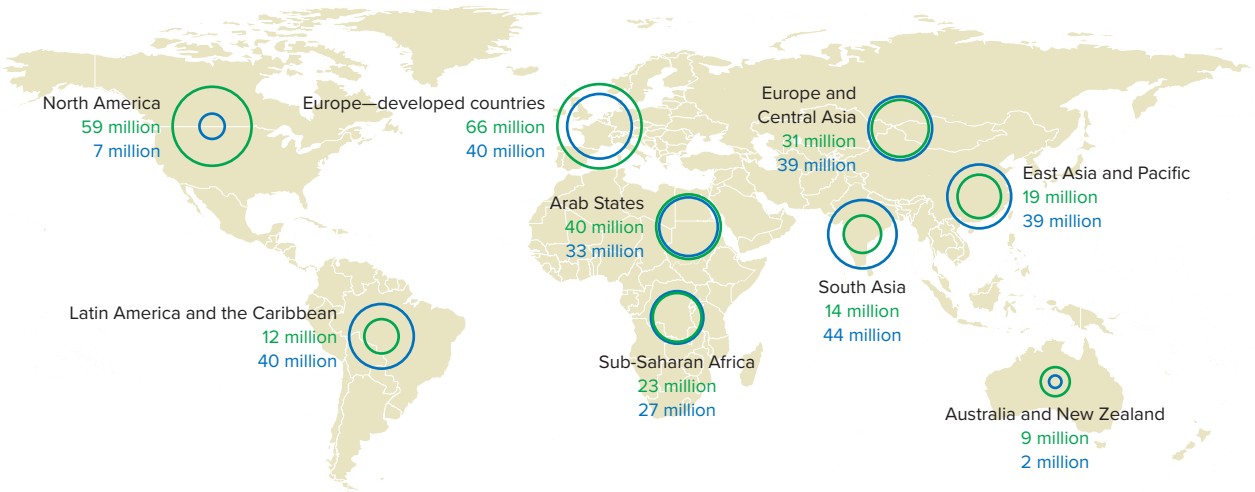 North America
59 million
7 million
Europe—developed countries
66 million
40 million
Europe and
Central Asia
31 million
39 million
East Asia and Pacific
19 million
39 million
Arab States
40 million
33 million
South Asia
14 million
44 million
Latin America and the Caribbean
12 million
40 million
Sub-Saharan Africa
23 million
27 million
Australia and New Zealand
9 million
2 million